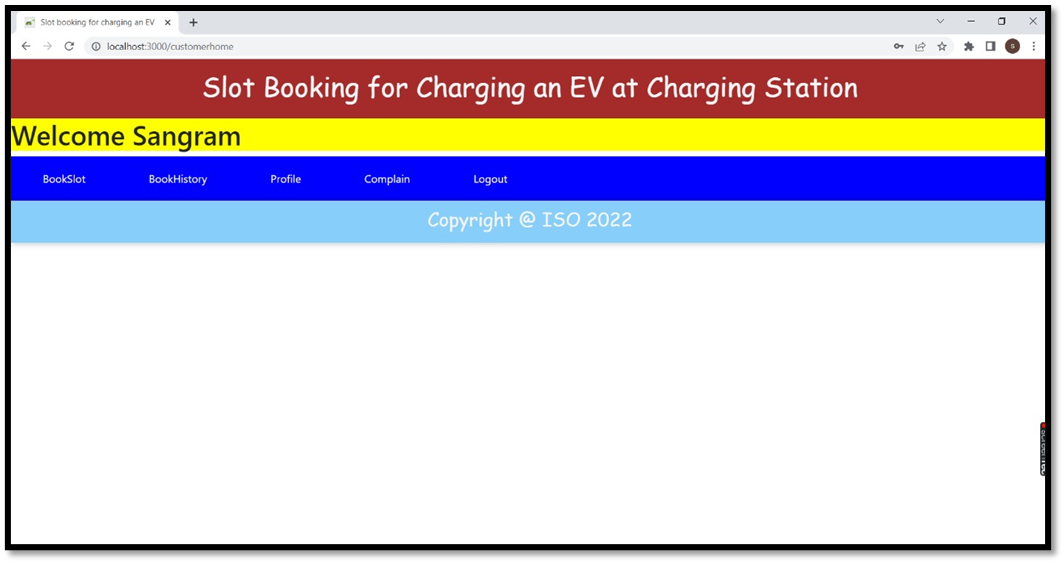 Slot booking for charging an EV
localhost:3000/customerhome
S
Slot Booking for Charging an EV at Charging Station
Welcome Sangram
BookSlot BookHistory Profile Complain Logout
Copyright @ ISO 2022